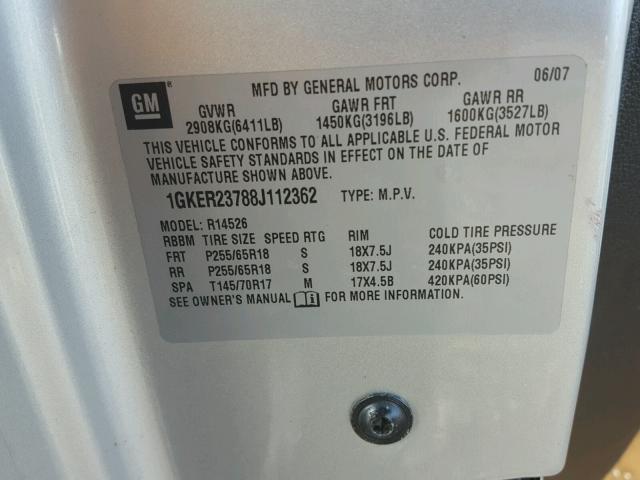 GM
MFD BY GENERAL MOTORS CORP. 06/07
GVWR GAWR FRT GAWR RR
2908KG(6411LB) 1450KG(3196LB) 1600KG(3527LB)
THIS VEHICLE CONFORMS TO ALL APPLICABLE U.S. FEDERAL MOTOR
VEHICLE SAFETY STANDARDS IN EFFECT ON THE DATE OF
MANUFACTURE SHOWN ABOVE.
1GKER23788J112362 TYPE: M.P.V.
MODEL: R14526
RBBM TIRE SIZE SPEED RTG RIM COLD TIRE PRESSURE
FRT P255/65R18 S 18X7.5J 240KPA(35PSI)
RR P255/65R18 S 18X7.5J 240KPA(35PSI)
SPA T145/70R17 M 17X4.5B 420KPA(60PSI)
SEE OWNER'S MANUAL FOR MORE INFORMATION.